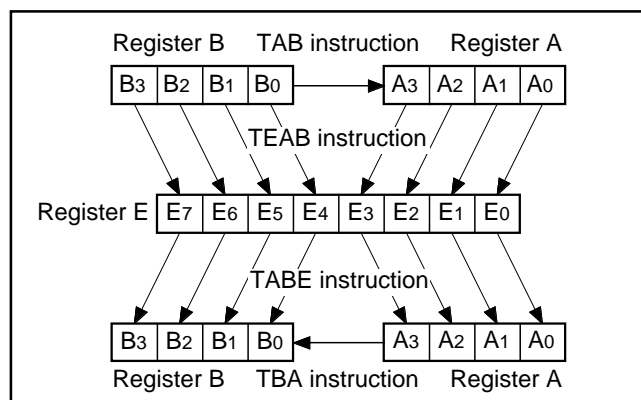 Register B TAB instruction Register A
B3 B2 B1 B0 A3 A2 A1 A0
TEAB instruction
Register E E7 E6 E5 E4 E3 E2 E1 E0
TABE instruction
B3 B2 B1 B0 A3 A2 A1 A0
Register B TBA instruction Register A